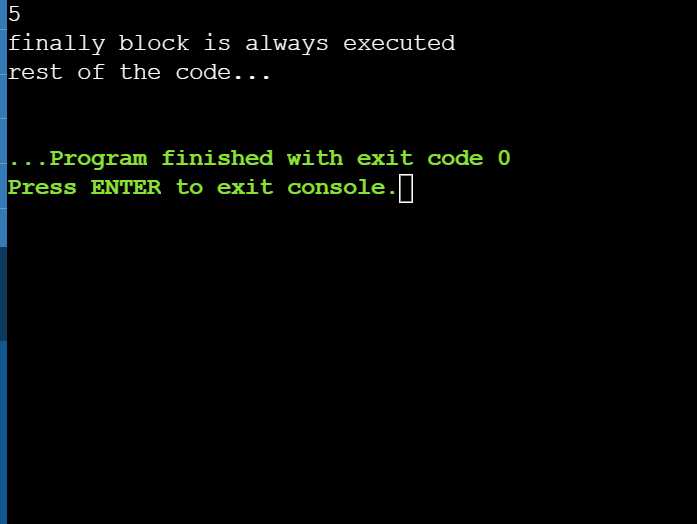 5
finally block is always executed
rest of the code...
...Program finished with exit code 0
Press ENTER to exit console.